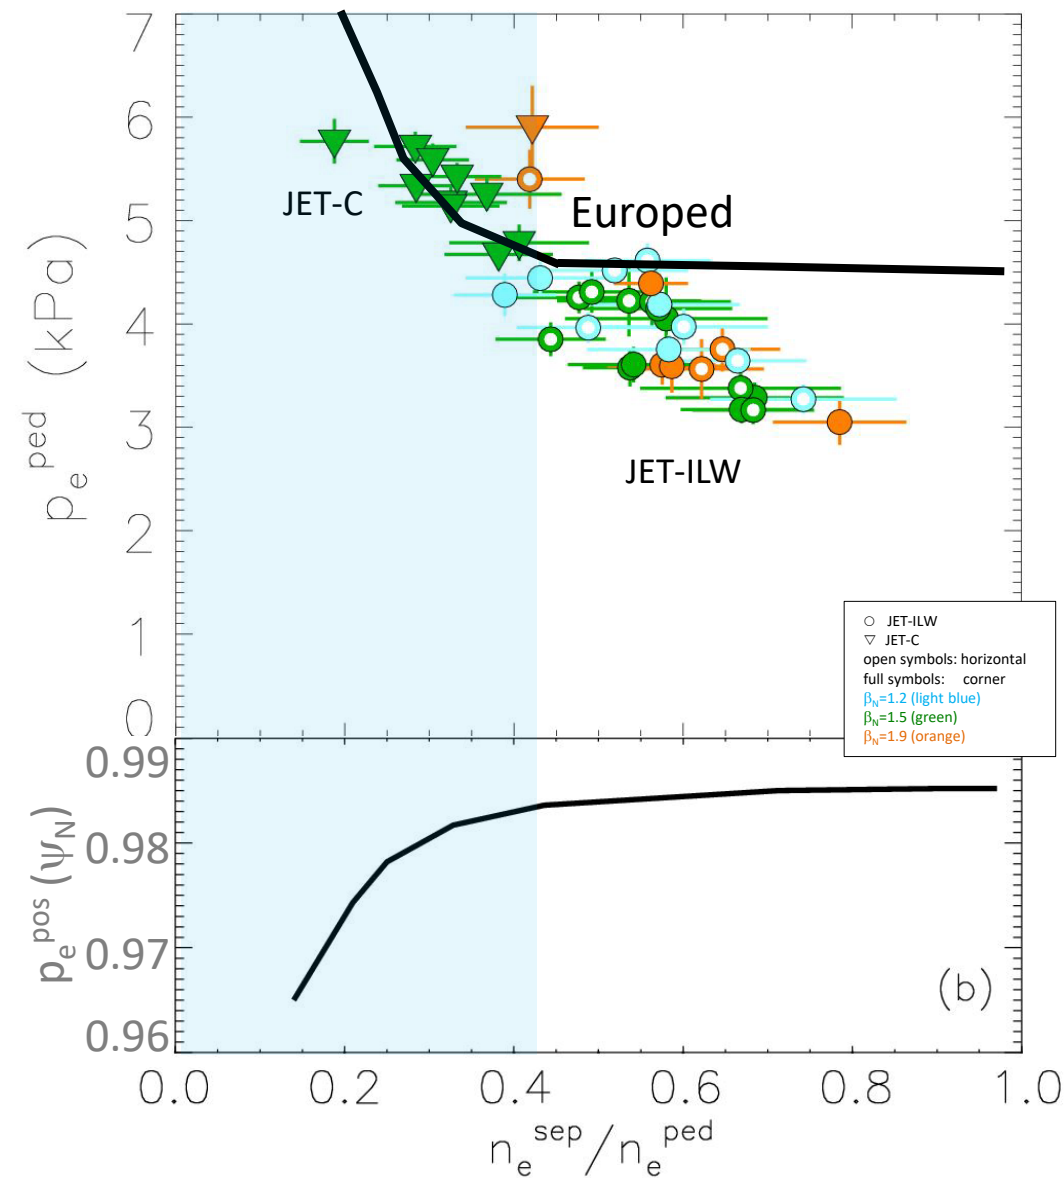 7
6
5
4
3
2
1
0
p_e^ped (kPa)
JET-C
Europed
JET-ILW
○ JET-ILW
▽ JET-C
open symbols: horizontal
full symbols: corner
β_N=1.2 (light blue)
β_N=1.5 (green)
β_N=1.9 (orange)
0.99
0.98
0.97
0.96
p_e^pos (ψ_N)
(b)
0.0 0.2 0.4 0.6 0.8 1.0
n_e^sep/n_e^ped